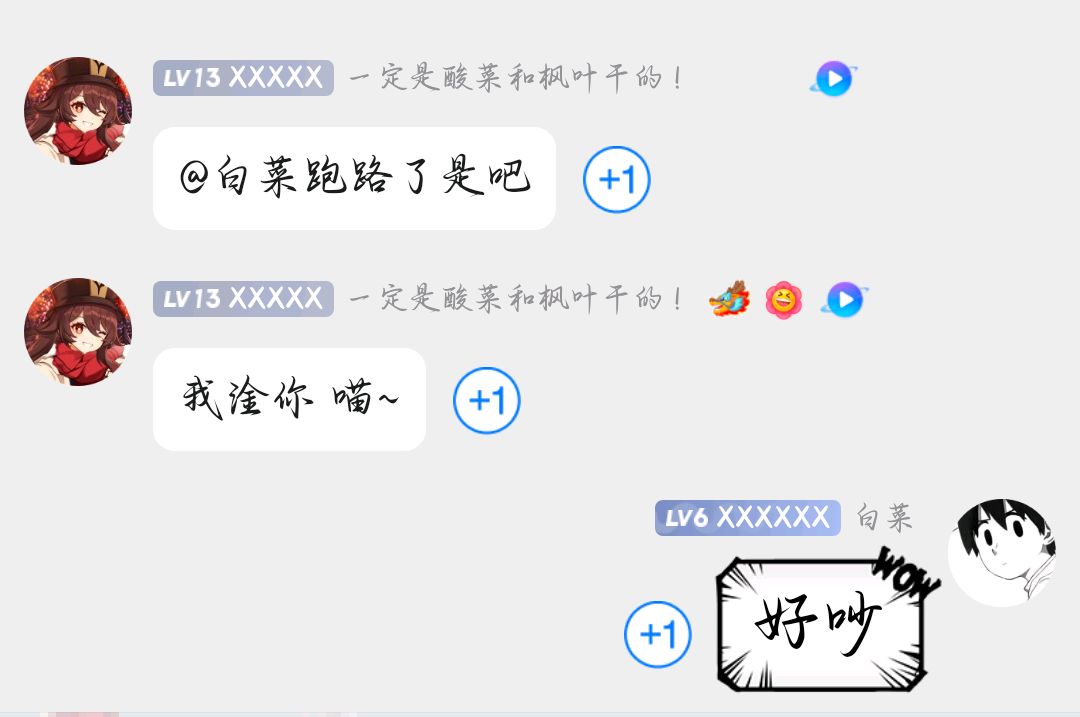 LV13 XXXXX 一定是酸菜和枫叶干的！
@白菜跑路了是吧
+1
LV13 XXXXX 一定是酸菜和枫叶干的！
我淦你 喵~
+1
LV6 XXXXXX 白菜
WOW
好吵
+1